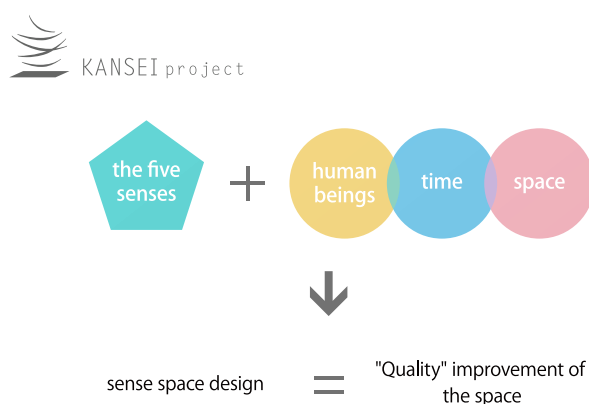 KANSEI project
the five
senses
+
human
beings
time
space
sense space design
=
"Quality" improvement of
the space